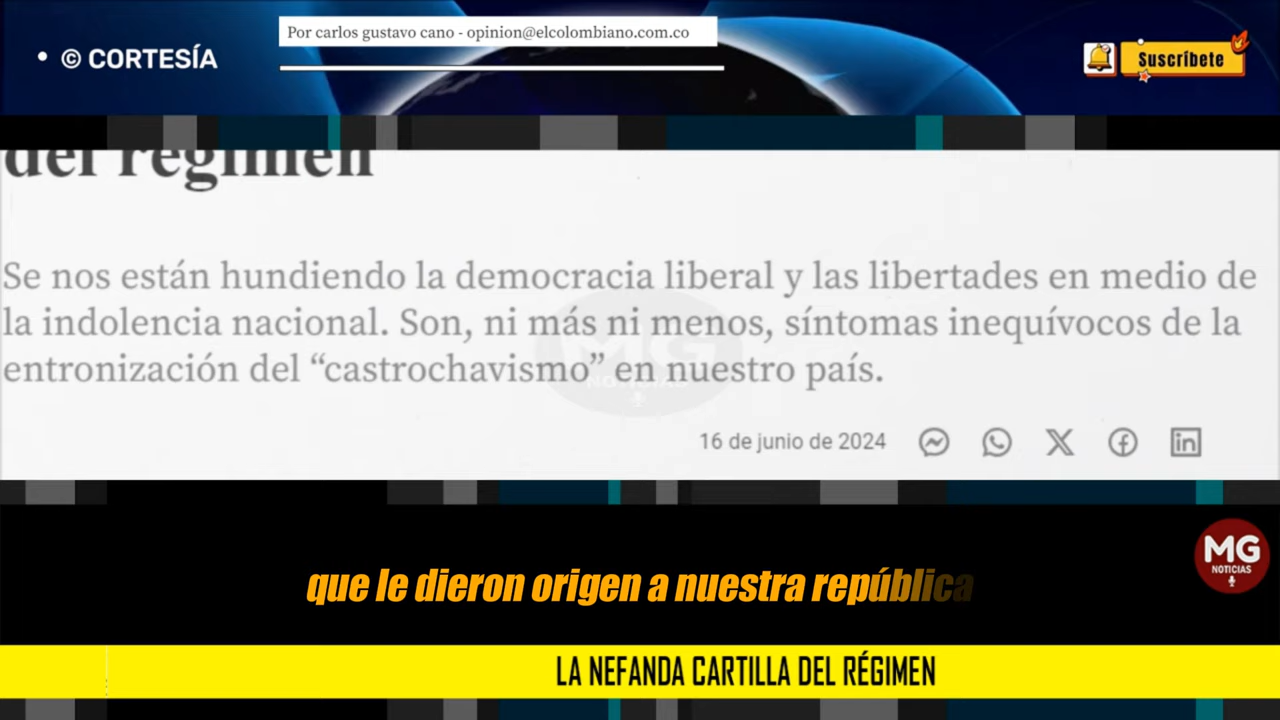 Por carlos gustavo cano - opinion@elcolombiano.com.co
• © CORTESÍA
Suscríbete
del régimen
Se nos están hundiendo la democracia liberal y las libertades en medio de
la indolencia nacional. Son, ni más ni menos, síntomas inequívocos de la
entronización del “castrochavismo” en nuestro país.
MG
NOTICIAS
16 de junio de 2024
MG
NOTICIAS
que le dieron origen a nuestra república
LA NEFANDA CARTILLA DEL RÉGIMEN